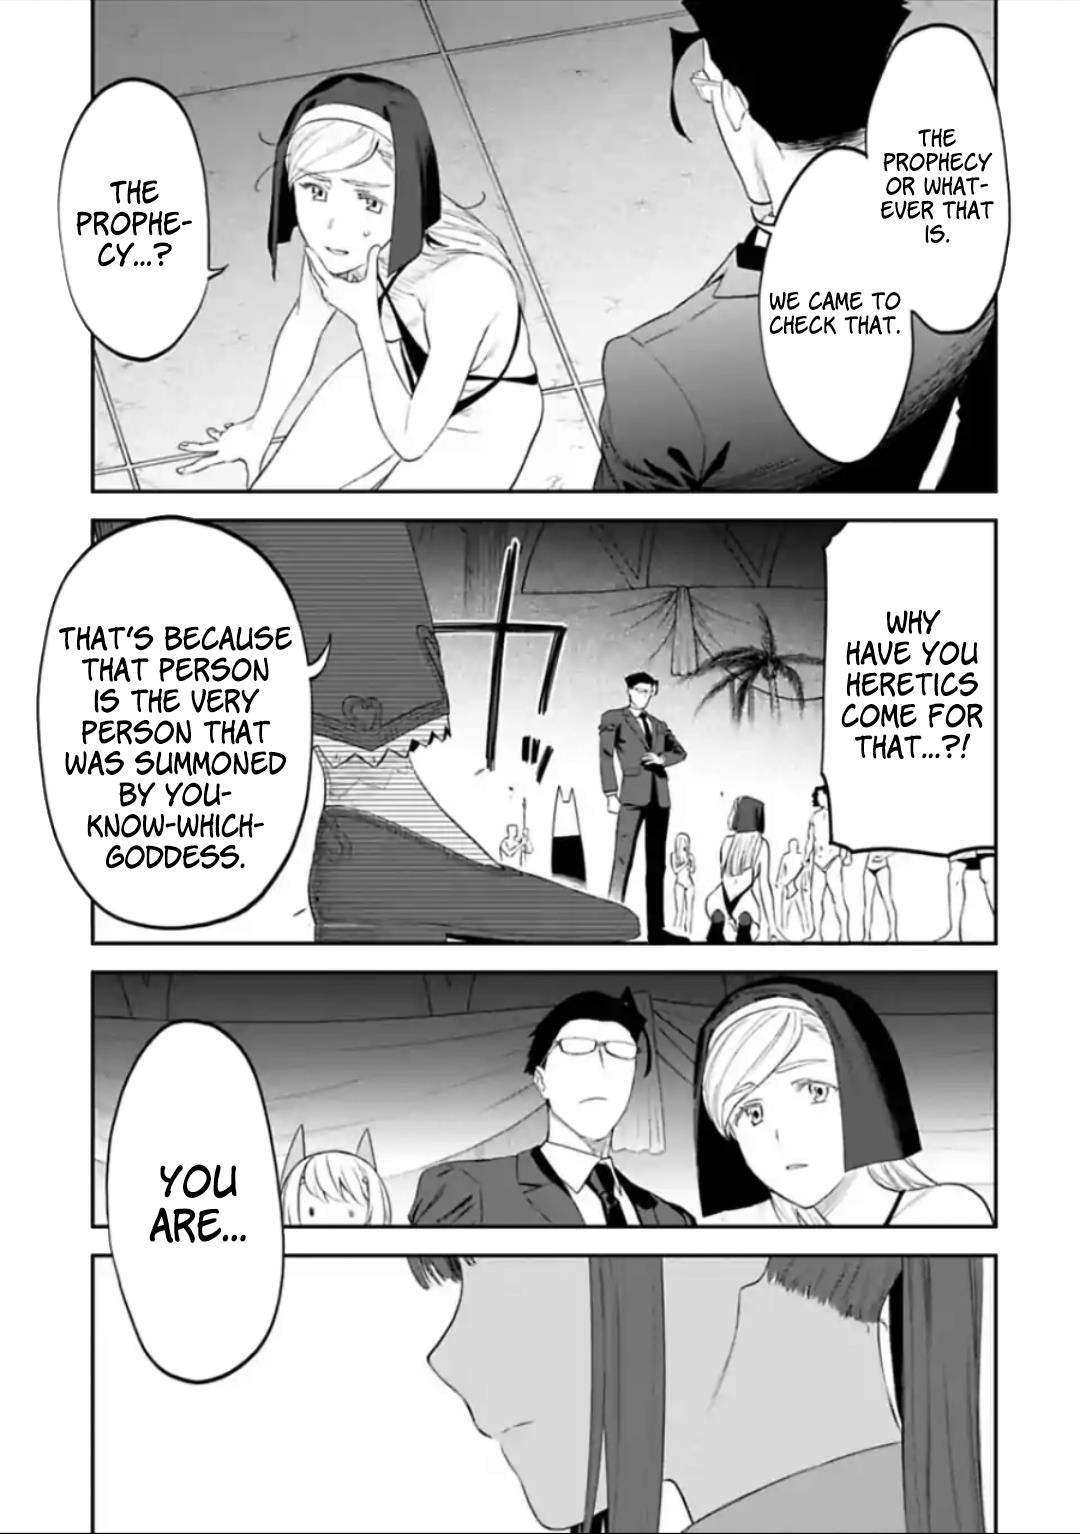 THE
PROPHECY
OR WHAT-
EVER THAT
IS.
WE CAME TO
CHECK THAT.
THE
PROPHE-
CY...?
WHY
HAVE YOU
HERETICS
COME FOR
THAT...?!
THAT'S BECAUSE
THAT PERSON
IS THE VERY
PERSON THAT
WAS SUMMONED
BY YOU-
KNOW-WHICH-
GODDESS.
YOU
ARE...